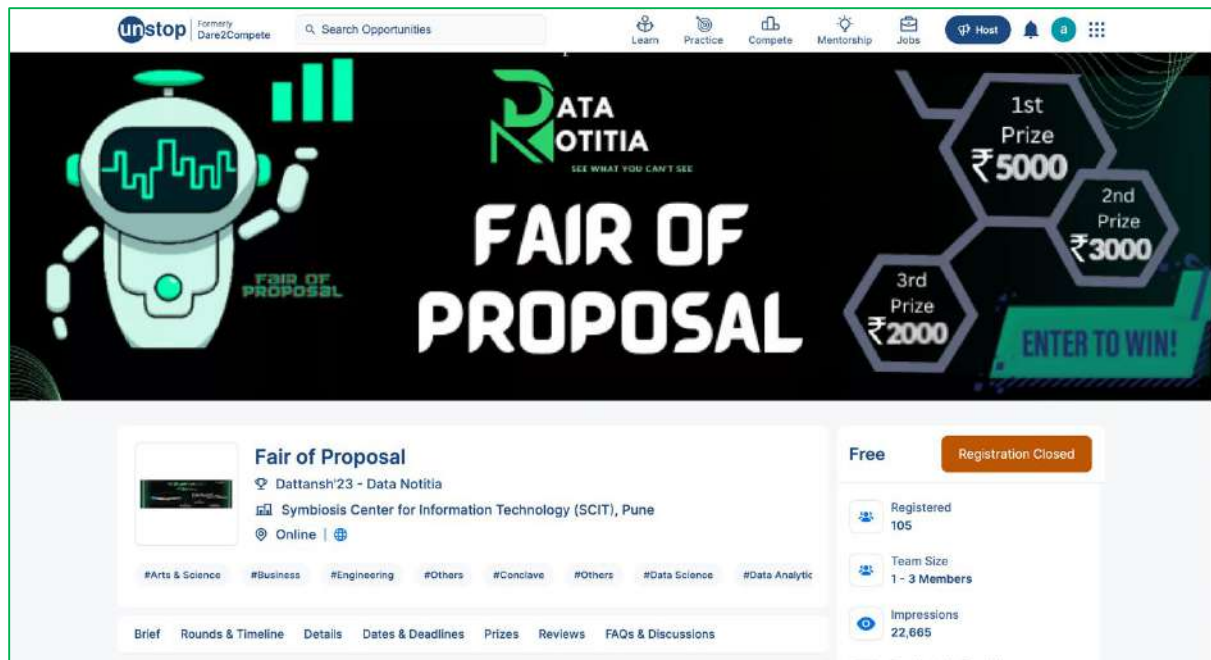 unstop
Formerly
Dare2Compete
Search Opportunities
Learn
Practice
Compete
Mentorship
Jobs
Host
a
DATA
NOTITIA
SEE WHAT YOU CAN'T SEE
FAIR OF
PROPOSAL
FAIR OF
PROPOSAL
1st
Prize
₹5000
2nd
Prize
₹3000
3rd
Prize
₹2000
ENTER TO WIN!
Fair of Proposal
Dattansh'23 - Data Notitia
Symbiosis Center for Information Technology (SCIT), Pune
Online |
#Arts & Science #Business #Engineering #Others #Conclave #Others #Data Science #Data Analytic
Brief Rounds & Timeline Details Dates & Deadlines Prizes Reviews FAQs & Discussions
Free
Registration Closed
Registered
105
Team Size
1 - 3 Members
Impressions
22,665